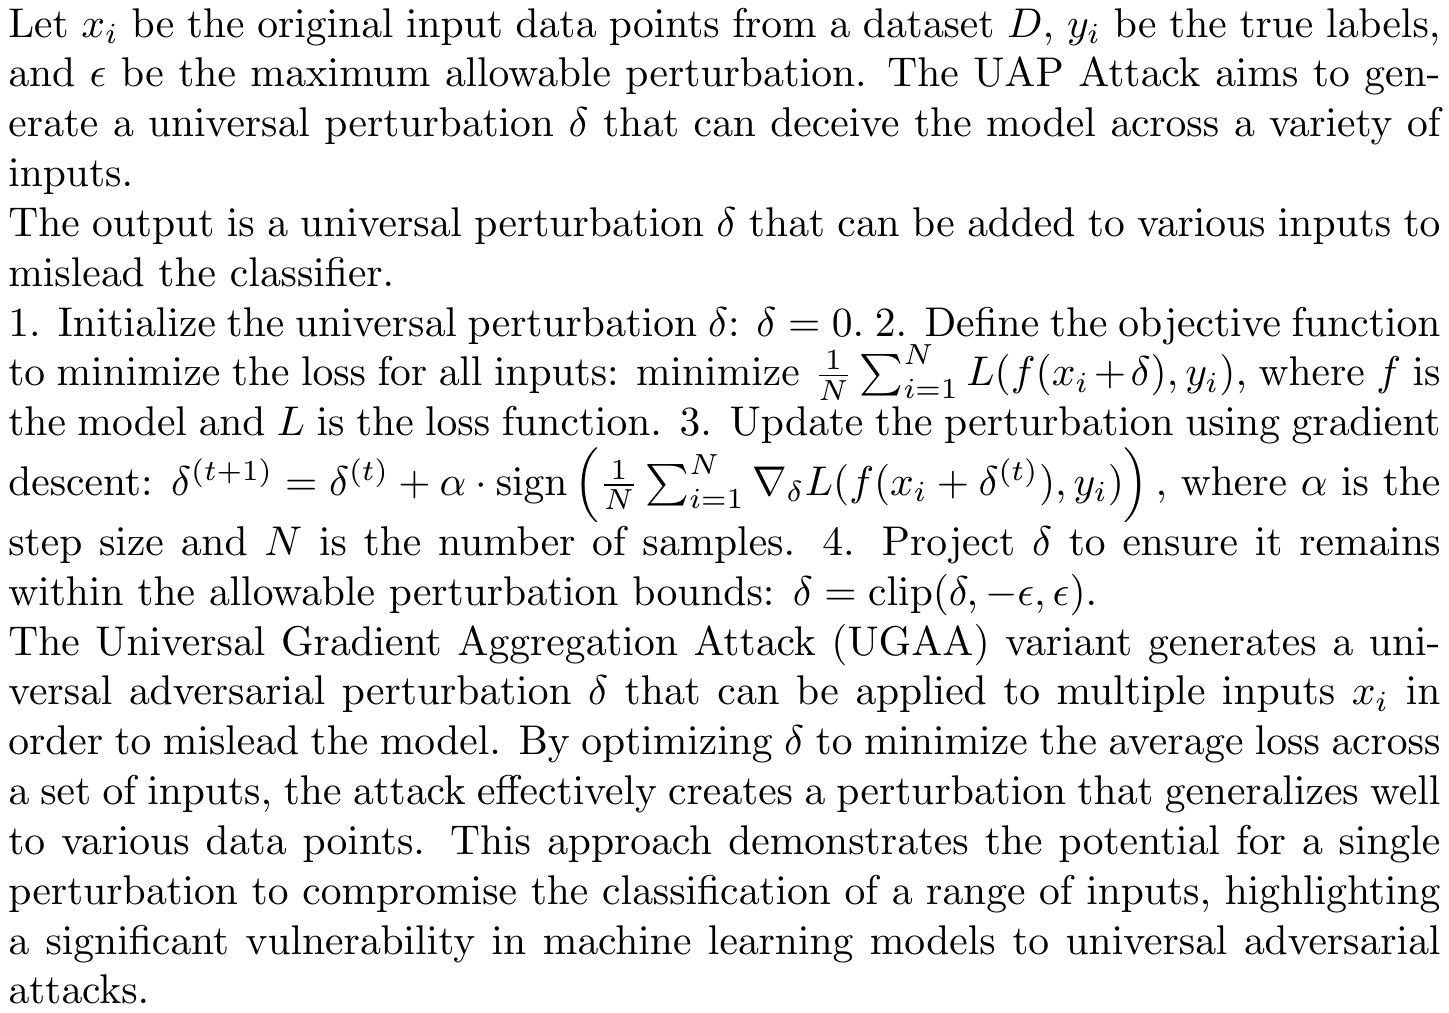 Let $x_i$ be the original input data points from a dataset $D$, $y_i$ be the true labels,
and $\epsilon$ be the maximum allowable perturbation. The UAP Attack aims to gen-
erate a universal perturbation $\delta$ that can deceive the model across a variety of
inputs.
The output is a universal perturbation $\delta$ that can be added to various inputs to
mislead the classifier.
1. Initialize the universal perturbation $\delta$: $\delta = 0$. 2. Define the objective function
to minimize the loss for all inputs: minimize $\frac{1}{N} \sum_{i=1}^{N} L(f(x_i + \delta), y_i)$, where $f$ is
the model and $L$ is the loss function. 3. Update the perturbation using gradient
descent: $\delta^{(t+1)} = \delta^{(t)} + \alpha \cdot \text{sign}\left(\frac{1}{N} \sum_{i=1}^{N} \nabla_\delta L(f(x_i + \delta^{(t)}), y_i)\right)$, where $\alpha$ is the
step size and $N$ is the number of samples. 4. Project $\delta$ to ensure it remains
within the allowable perturbation bounds: $\delta = \text{clip}(\delta, -\epsilon, \epsilon)$.
The Universal Gradient Aggregation Attack (UGAA) variant generates a uni-
versal adversarial perturbation $\delta$ that can be applied to multiple inputs $x_i$ in
order to mislead the model. By optimizing $\delta$ to minimize the average loss across
a set of inputs, the attack effectively creates a perturbation that generalizes well
to various data points. This approach demonstrates the potential for a single
perturbation to compromise the classification of a range of inputs, highlighting
a significant vulnerability in machine learning models to universal adversarial
attacks.